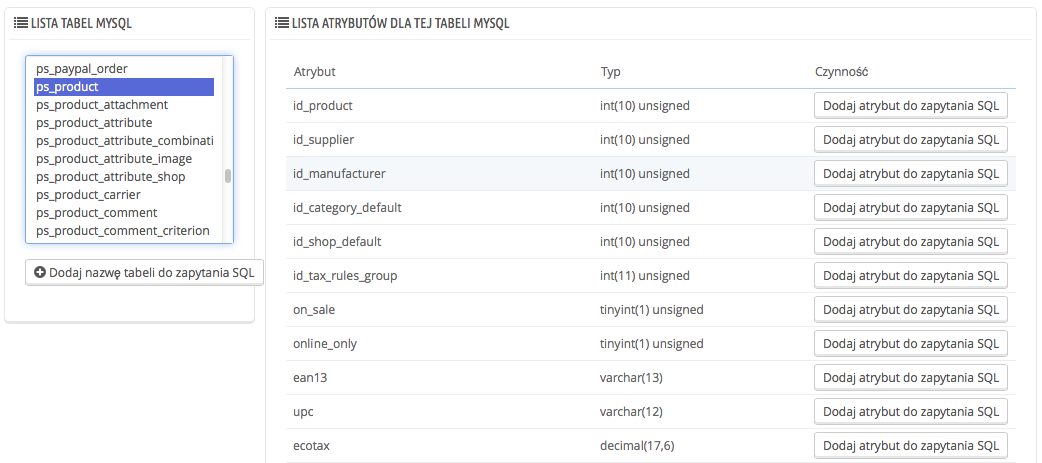 LISTA TABEL MYSQL
ps_paypal_order
ps_product
ps_product_attachment
ps_product_attribute
ps_product_attribute_combinati
ps_product_attribute_image
ps_product_attribute_shop
ps_product_carrier
ps_product_comment
ps_product_comment_criterion
Dodaj nazwę tabeli do zapytania SQL
LISTA ATRYBUTÓW DLA TEJ TABELI MYSQL
Atrybut Typ Czynność
id_product int(10) unsigned Dodaj atrybut do zapytania SQL
id_supplier int(10) unsigned Dodaj atrybut do zapytania SQL
id_manufacturer int(10) unsigned Dodaj atrybut do zapytania SQL
id_category_default int(10) unsigned Dodaj atrybut do zapytania SQL
id_shop_default int(10) unsigned Dodaj atrybut do zapytania SQL
id_tax_rules_group int(11) unsigned Dodaj atrybut do zapytania SQL
on_sale tinyint(1) unsigned Dodaj atrybut do zapytania SQL
online_only tinyint(1) unsigned Dodaj atrybut do zapytania SQL
ean13 varchar(13) Dodaj atrybut do zapytania SQL
upc varchar(12) Dodaj atrybut do zapytania SQL
ecotax decimal(17,6) Dodaj atrybut do zapytania SQL